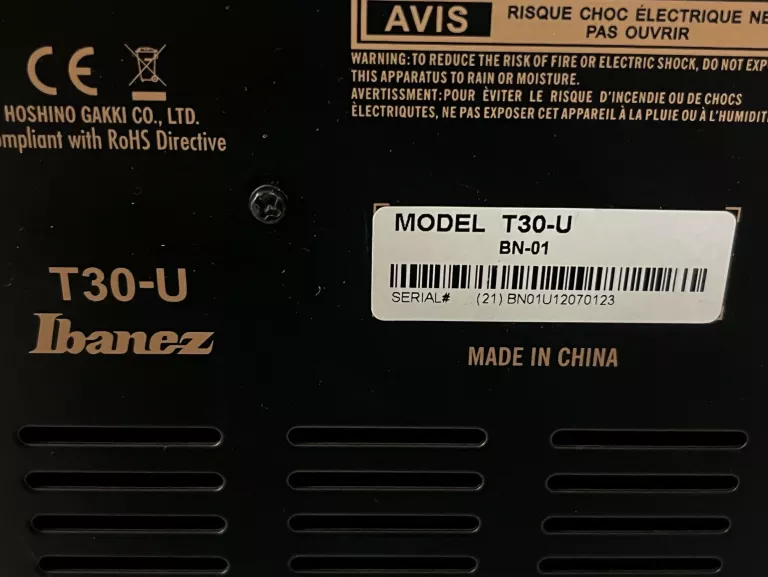 AVIS
RISQUE CHOC ÉLECTRIQUE NE
PAS OUVRIR
WARNING: TO REDUCE THE RISK OF FIRE OR ELECTRIC SHOCK, DO NOT EXP
THIS APPARATUS TO RAIN OR MOISTURE.
AVERTISSMENT: POUR ÈVITER LE RISQUE D'INCENDIE OU DE CHOCS
ÈLECTRIQUTES, NE PAS EXPOSER CET APPAREIL À LA PLUIE OU À L'HUMIDIT
CE
HOSHINO GAKKI CO., LTD.
ompliant with RoHS Directive
MODEL T30-U
BN-01
SERIAL# (21) BN01U12070123
T30-U
Ibanez
MADE IN CHINA